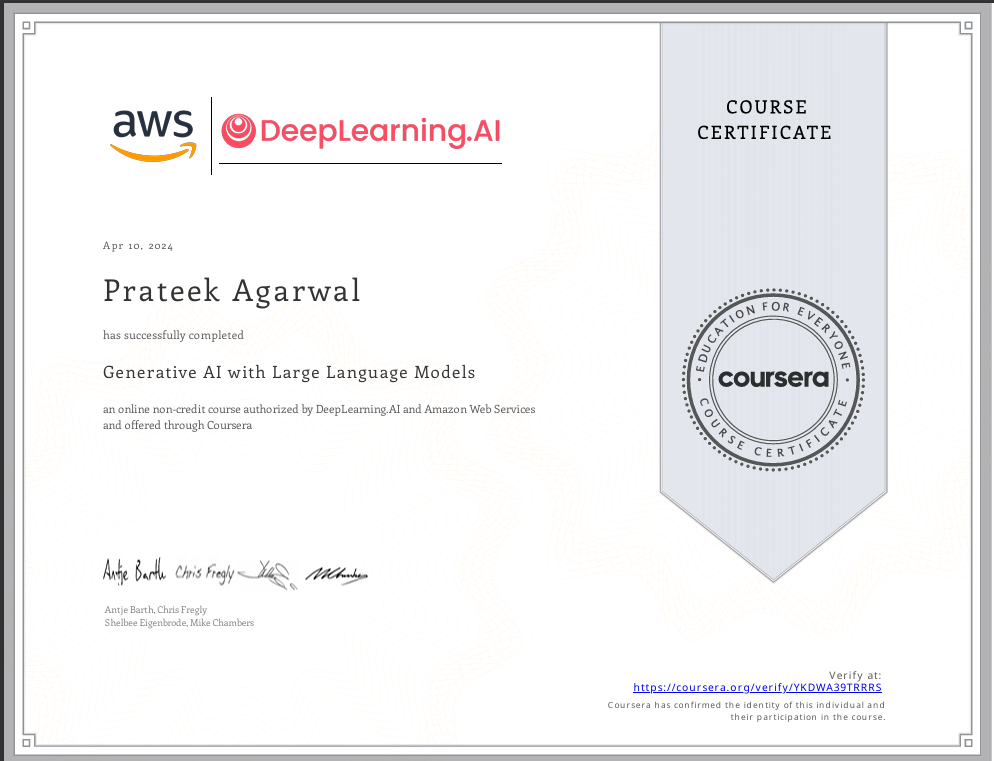 aws
DeepLearning.AI
COURSE
CERTIFICATE
Apr 10, 2024
Prateek Agarwal
has successfully completed
Generative AI with Large Language Models
an online non-credit course authorized by DeepLearning.AI and Amazon Web Services
and offered through Coursera
EDUCATION FOR EVERYONE
coursera
COURSE CERTIFICATE
Antje Barth Chris Fregly
Antje Barth, Chris Fregly
Shelbee Eigenbrode, Mike Chambers
Verify at:
https://coursera.org/verify/YKDWA39TRRRS
Coursera has confirmed the identity of this individual and
their participation in the course.